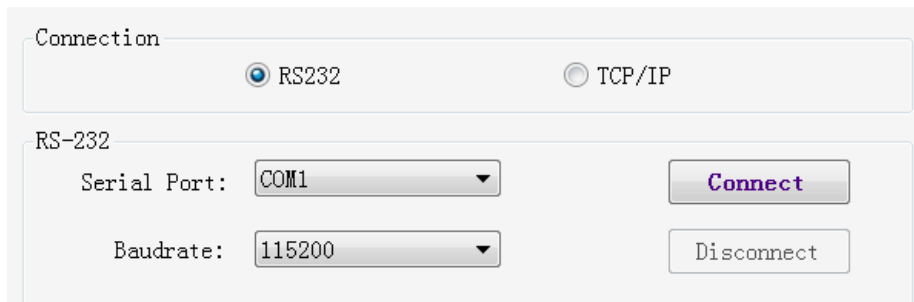 Connection
RS232 TCP/IP
RS-232
Serial Port: COM1 Connect
Baudrate: 115200 Disconnect